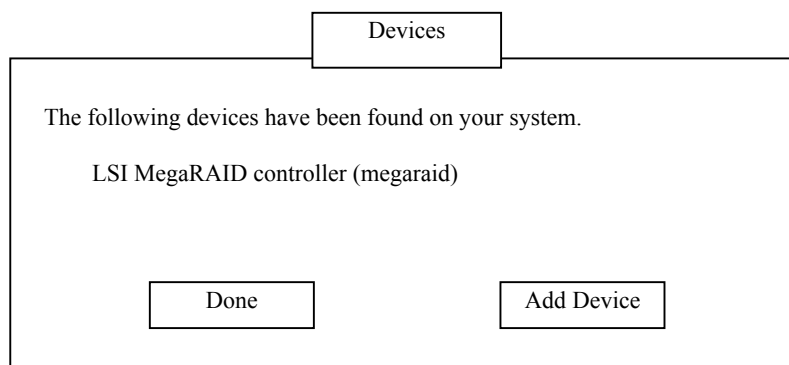 Devices
The following devices have been found on your system.
LSI MegaRAID controller (megaraid)
Done
Add Device